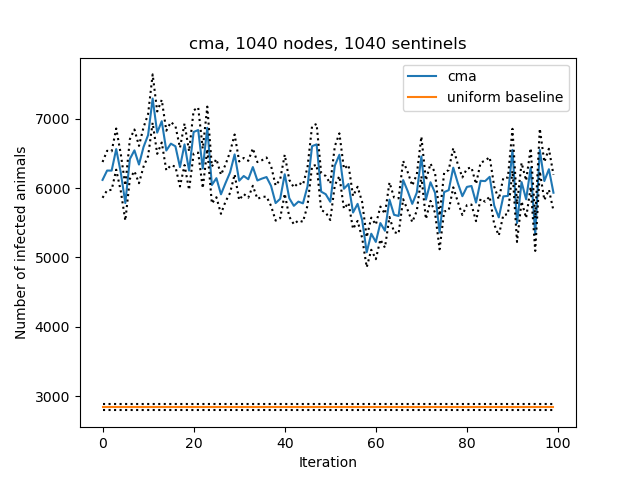 cma, 1040 nodes, 1040 sentinels
cma
uniform baseline
Number of infected animals
7000
6000
5000
4000
3000
0 20 40 60 80 100
Iteration